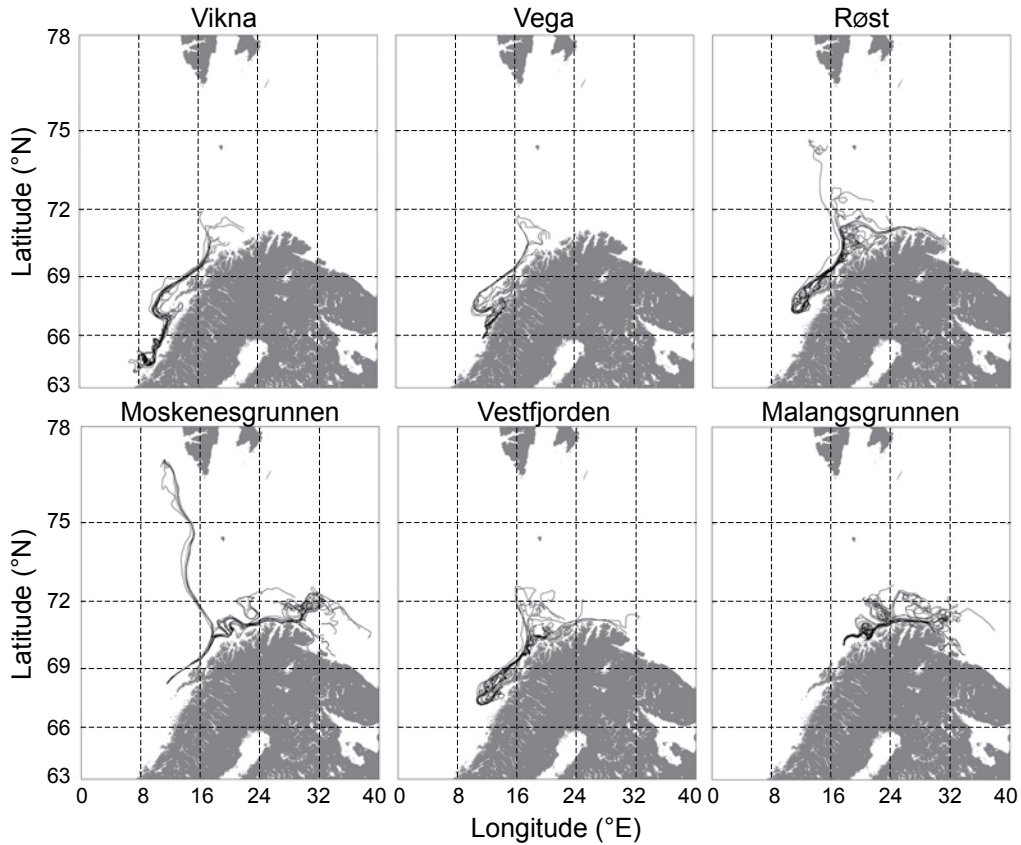 Vikna Vega Røst
78
75
72
69
66
63
Latitude (°N)
Moskenesgrunnen Vestfjorden Malangsgrunnen
78
75
72
69
66
63
Latitude (°N)
0 8 16 24 32 40 0 8 16 24 32 40 0 8 16 24 32 40
Longitude (°E)